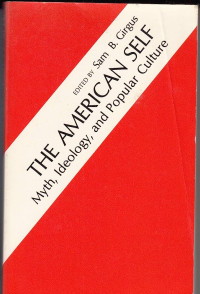 EDITED BY Sam B. Girgus
THE AMERICAN SELF
Myth, Ideology, and Popular Culture